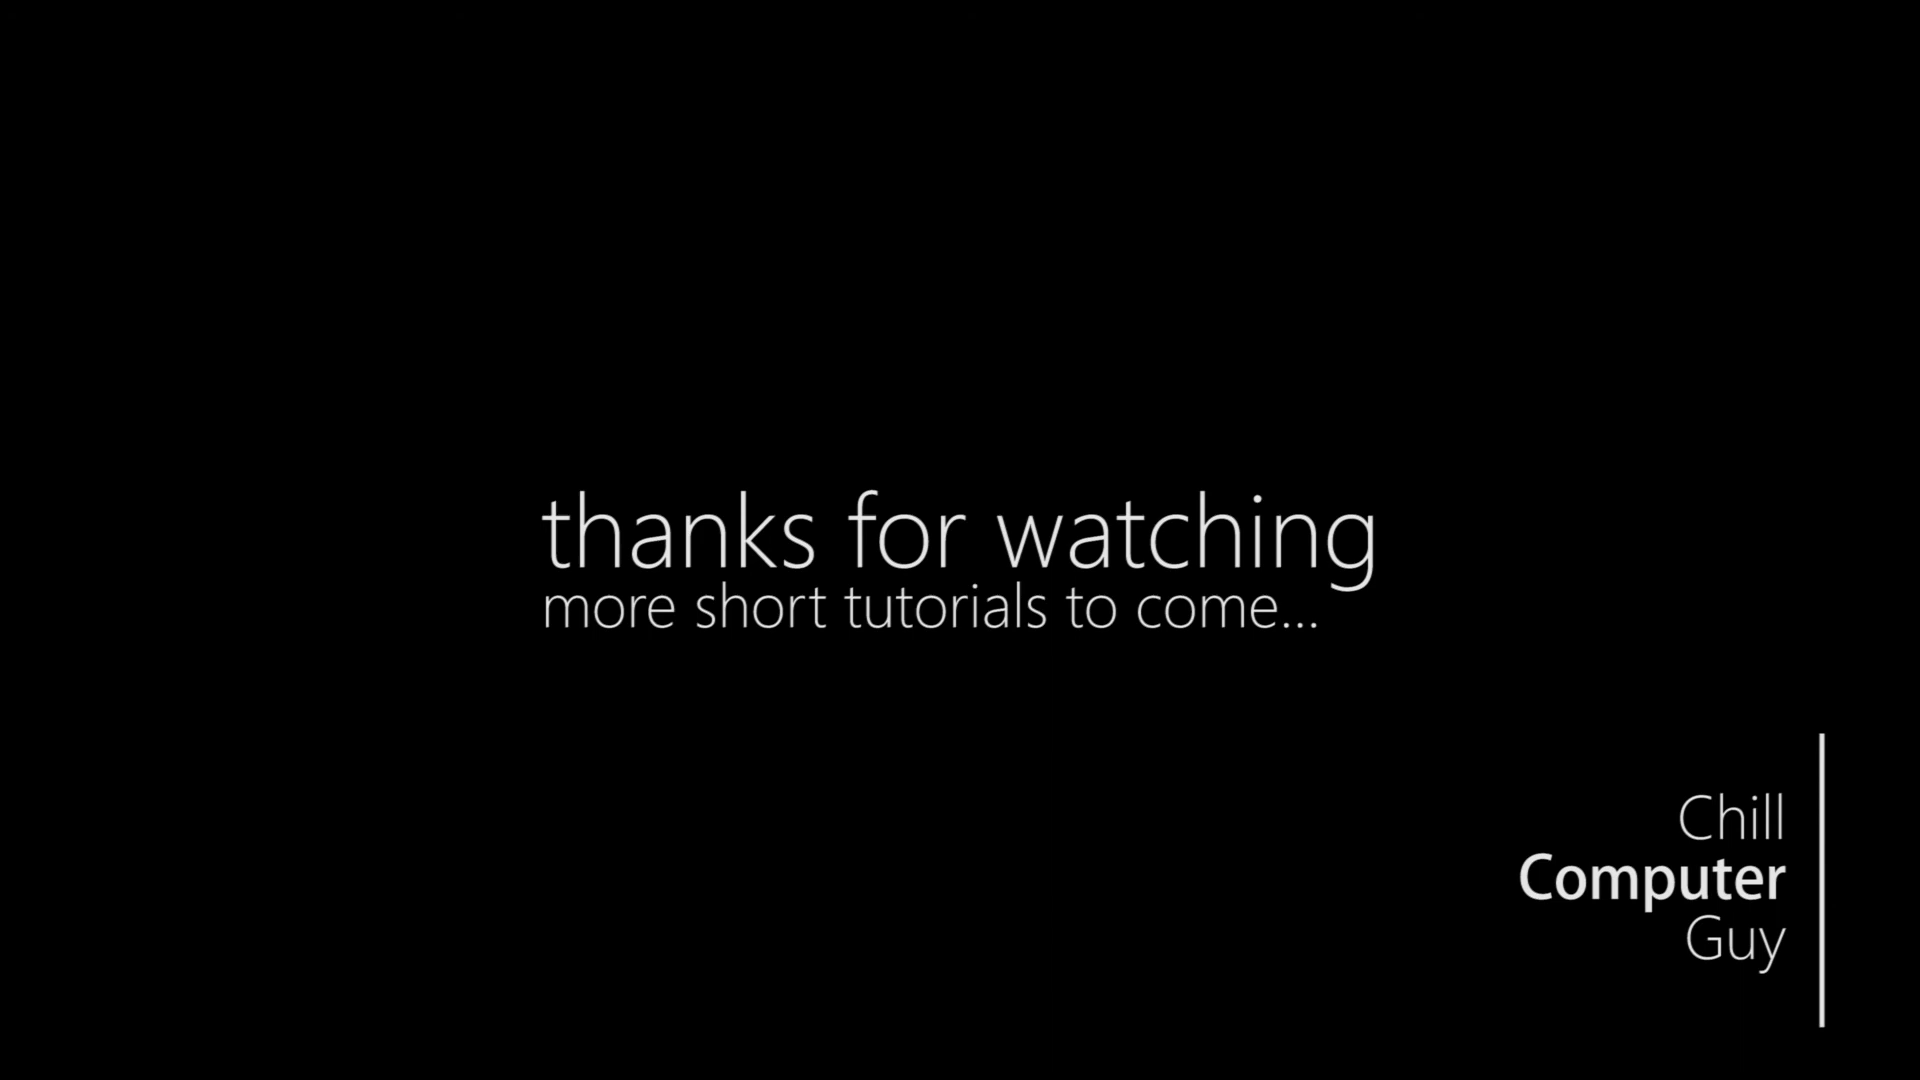 thanks for watching
more short tutorials to come...
Chill
Computer
Guy